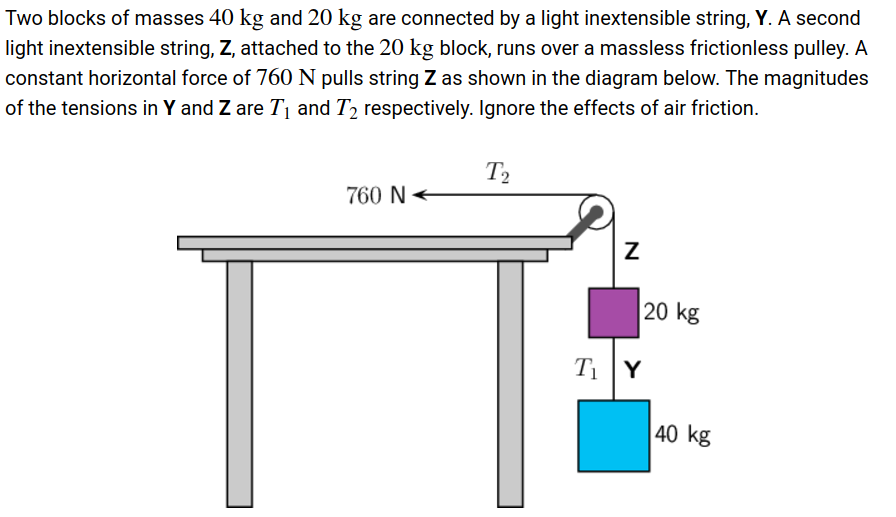 Two blocks of masses 40 kg and 20 kg are connected by a light inextensible string, Y. A second
light inextensible string, Z, attached to the 20 kg block, runs over a massless frictionless pulley. A
constant horizontal force of 760 N pulls string Z as shown in the diagram below. The magnitudes
of the tensions in Y and Z are T₁ and T₂ respectively. Ignore the effects of air friction.
T₂
760 N
Z
20 kg
T₁ Y
40 kg